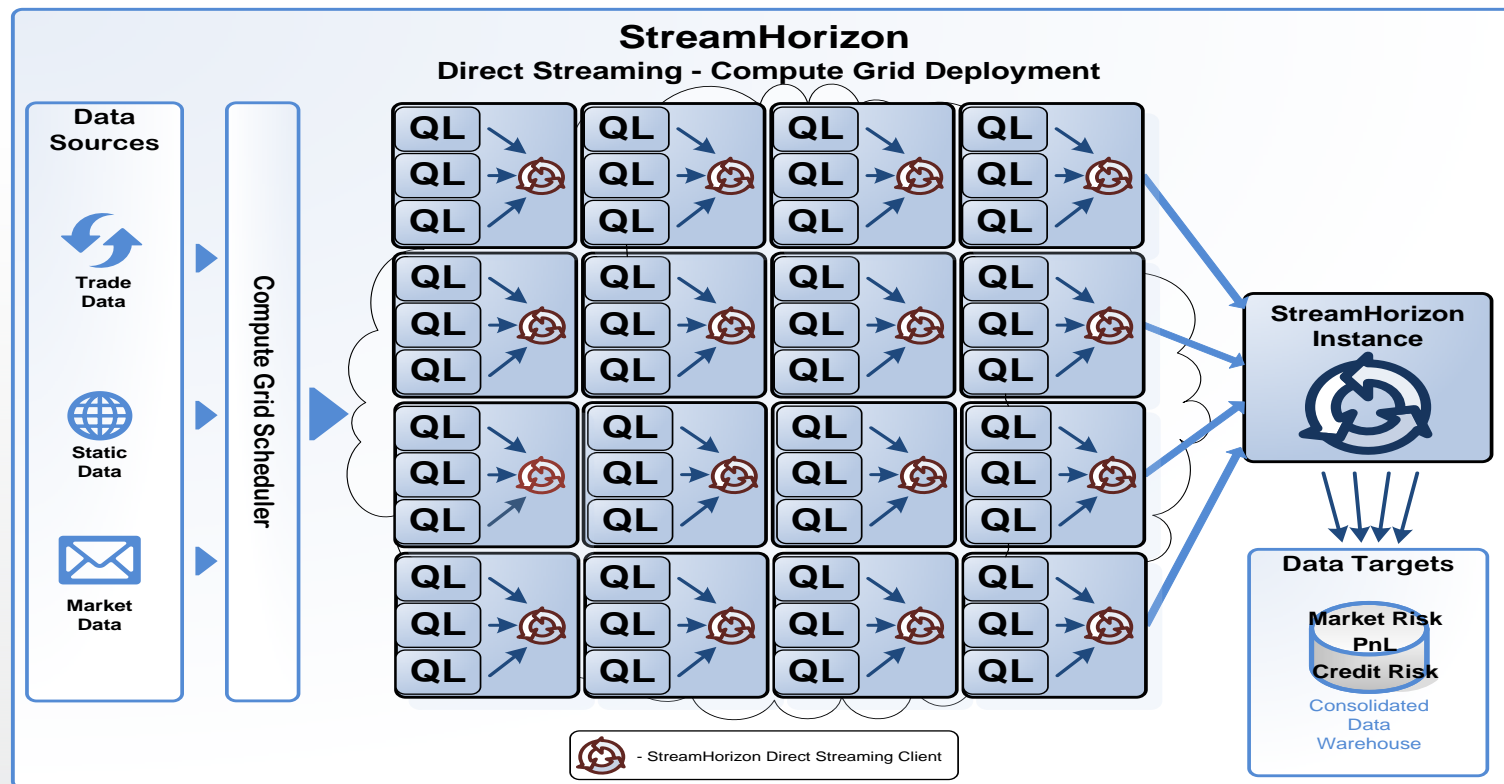 StreamHorizon
Direct Streaming - Compute Grid Deployment
Data
Sources
Trade
Data
Static
Data
Market
Data
Compute Grid Scheduler
QL QL QL QL
QL QL QL QL
QL QL QL QL
QL QL QL QL
QL QL QL QL
QL QL QL QL
QL QL QL QL
QL QL QL QL
QL QL QL QL
QL QL QL QL
QL QL QL QL
QL QL QL QL
StreamHorizon
Instance
Data Targets
Market Risk
PnL
Credit Risk
Consolidated
Data
Warehouse
- StreamHorizon Direct Streaming Client